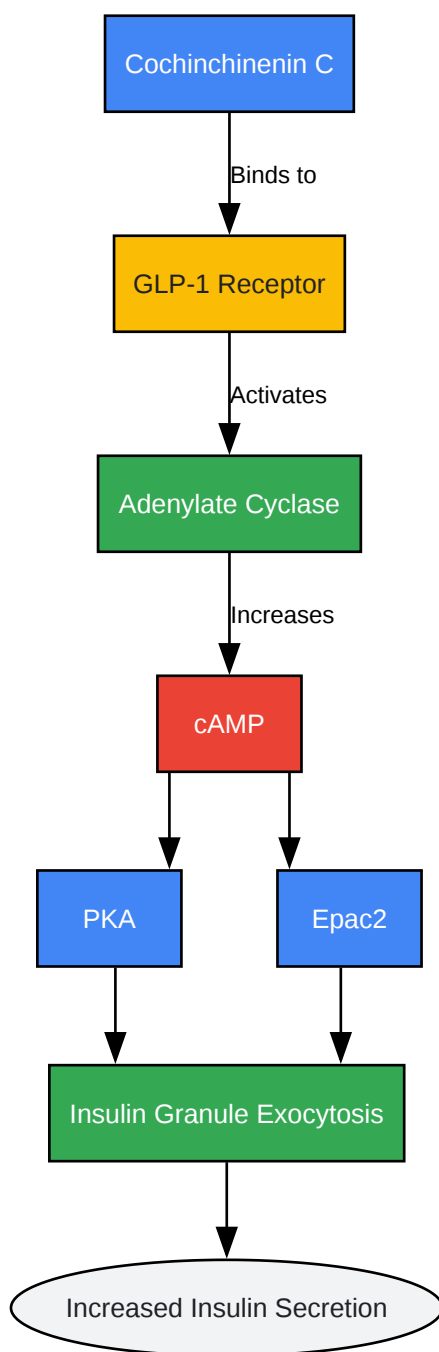 Cochinchinenin C
Binds to
GLP-1 Receptor
Activates
Adenylate Cyclase
Increases
cAMP
PKA
Epac2
Insulin Granule Exocytosis
Increased Insulin Secretion